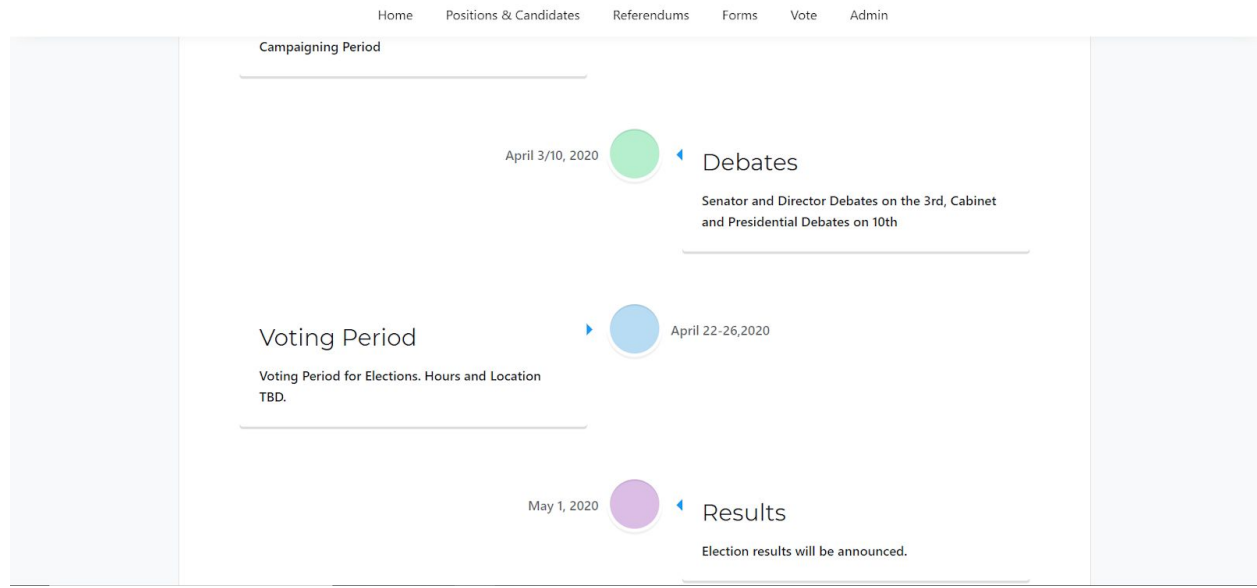 Home Positions & Candidates Referendums Forms Vote Admin
Campaigning Period
April 3/10, 2020
Debates
Senator and Director Debates on the 3rd, Cabinet
and Presidential Debates on 10th
Voting Period
April 22-26,2020
Voting Period for Elections. Hours and Location
TBD.
May 1, 2020
Results
Election results will be announced.